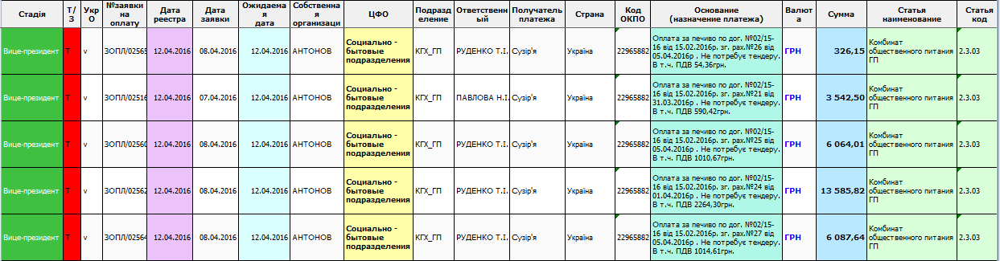 Стадія Т/З УкрО №заявки на оплату Дата реестра Дата заявки Ожидаемая дата Собственная организаци ЦФО Подразделение Ответственный Получатель платежа Страна Код ОКПО Основание (назначение платежа) Валюта Сумма Статья наименование Статья код
Вице-президент Т v ЗОПЛ/02565 12.04.2016 08.04.2016 12.04.2016 АНТОНОВ Социально - бытовые подразделения КГХ_ГП РУДЕНКО Т.І. Сузір'я Україна 22965882 Оплата за печиво по дог. №02/15-16 від 15.02.2016р. зг. рах.№26 від 05.04.2016р . Не потребує тендеру. В т.ч. ПДВ 54,36грн. ГРН 326,15 Комбинат общественного питания ГП 2.3.03
Вице-президент Т v ЗОПЛ/02516 12.04.2016 07.04.2016 12.04.2016 АНТОНОВ Социально - бытовые подразделения КГХ_ГП ПАВЛОВА Н.І. Сузір'я Україна 22965882 Оплата за печиво по дог. №02/15-16 від 15.02.2016р. зг. рах.№21 від 31.03.2016р . Не потребує тендеру. В т.ч. ПДВ 590,42грн. ГРН 3 542,50 Комбинат общественного питания ГП 2.3.03
Вице-президент Т v ЗОПЛ/02560 12.04.2016 08.04.2016 12.04.2016 АНТОНОВ Социально - бытовые подразделения КГХ_ГП РУДЕНКО Т.І. Сузір'я Україна 22965882 Оплата за печиво по дог. №02/15-16 від 15.02.2016р. зг. рах.№25 від 05.04.2016р . Не потребує тендеру. В т.ч. ПДВ 1010,67грн. ГРН 6 064,01 Комбинат общественного питания ГП 2.3.03
Вице-президент Т v ЗОПЛ/02562 12.04.2016 08.04.2016 12.04.2016 АНТОНОВ Социально - бытовые подразделения КГХ_ГП РУДЕНКО Т.І. Сузір'я Україна 22965882 Оплата за печиво по дог. №02/15-16 від 15.02.2016р. зг. рах.№24 від 01.04.2016р . Не потребує тендеру. В т.ч. ПДВ 2264,30грн. ГРН 13 585,82 Комбинат общественного питания ГП 2.3.03
Вице-президент Т v ЗОПЛ/02564 12.04.2016 08.04.2016 12.04.2016 АНТОНОВ Социально - бытовые подразделения КГХ_ГП РУДЕНКО Т.І. Сузір'я Україна 22965882 Оплата за печиво по дог. №02/15-16 від 15.02.2016р. зг. рах.№27 від 05.04.2016р . Не потребує тендеру. В т.ч. ПДВ 1014,61грн. ГРН 6 087,64 Комбинат общественного питания ГП 2.3.03